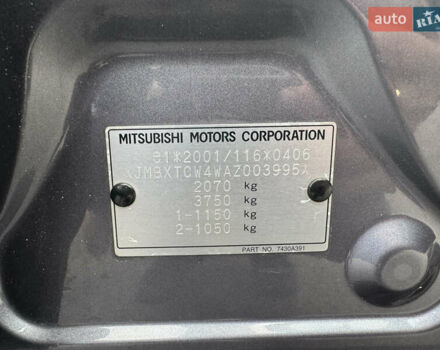 auto RIA
MITSUBISHI MOTORS CORPORATION
e1*2001/116*0406
*JMBXTCW4WAZ003995*
2070 kg
3750 kg
1-1150 kg
2-1050 kg
PART NO. 7430A391